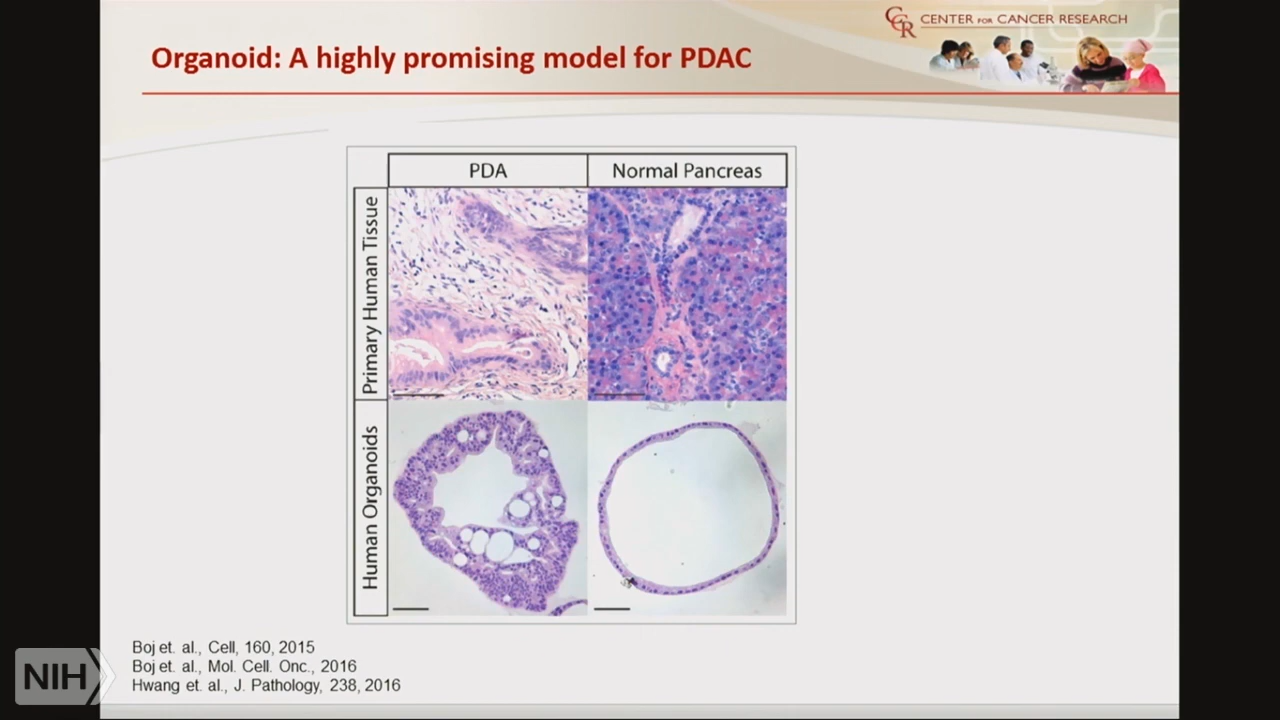 CCR CENTER FOR CANCER RESEARCH
Organoid: A highly promising model for PDAC
PDA
Normal Pancreas
Primary Human Tissue
Human Organoids
Boj et. al., Cell, 160, 2015
Boj et. al., Mol. Cell. Onc., 2016
Hwang et. al., J. Pathology, 238, 2016
NIH